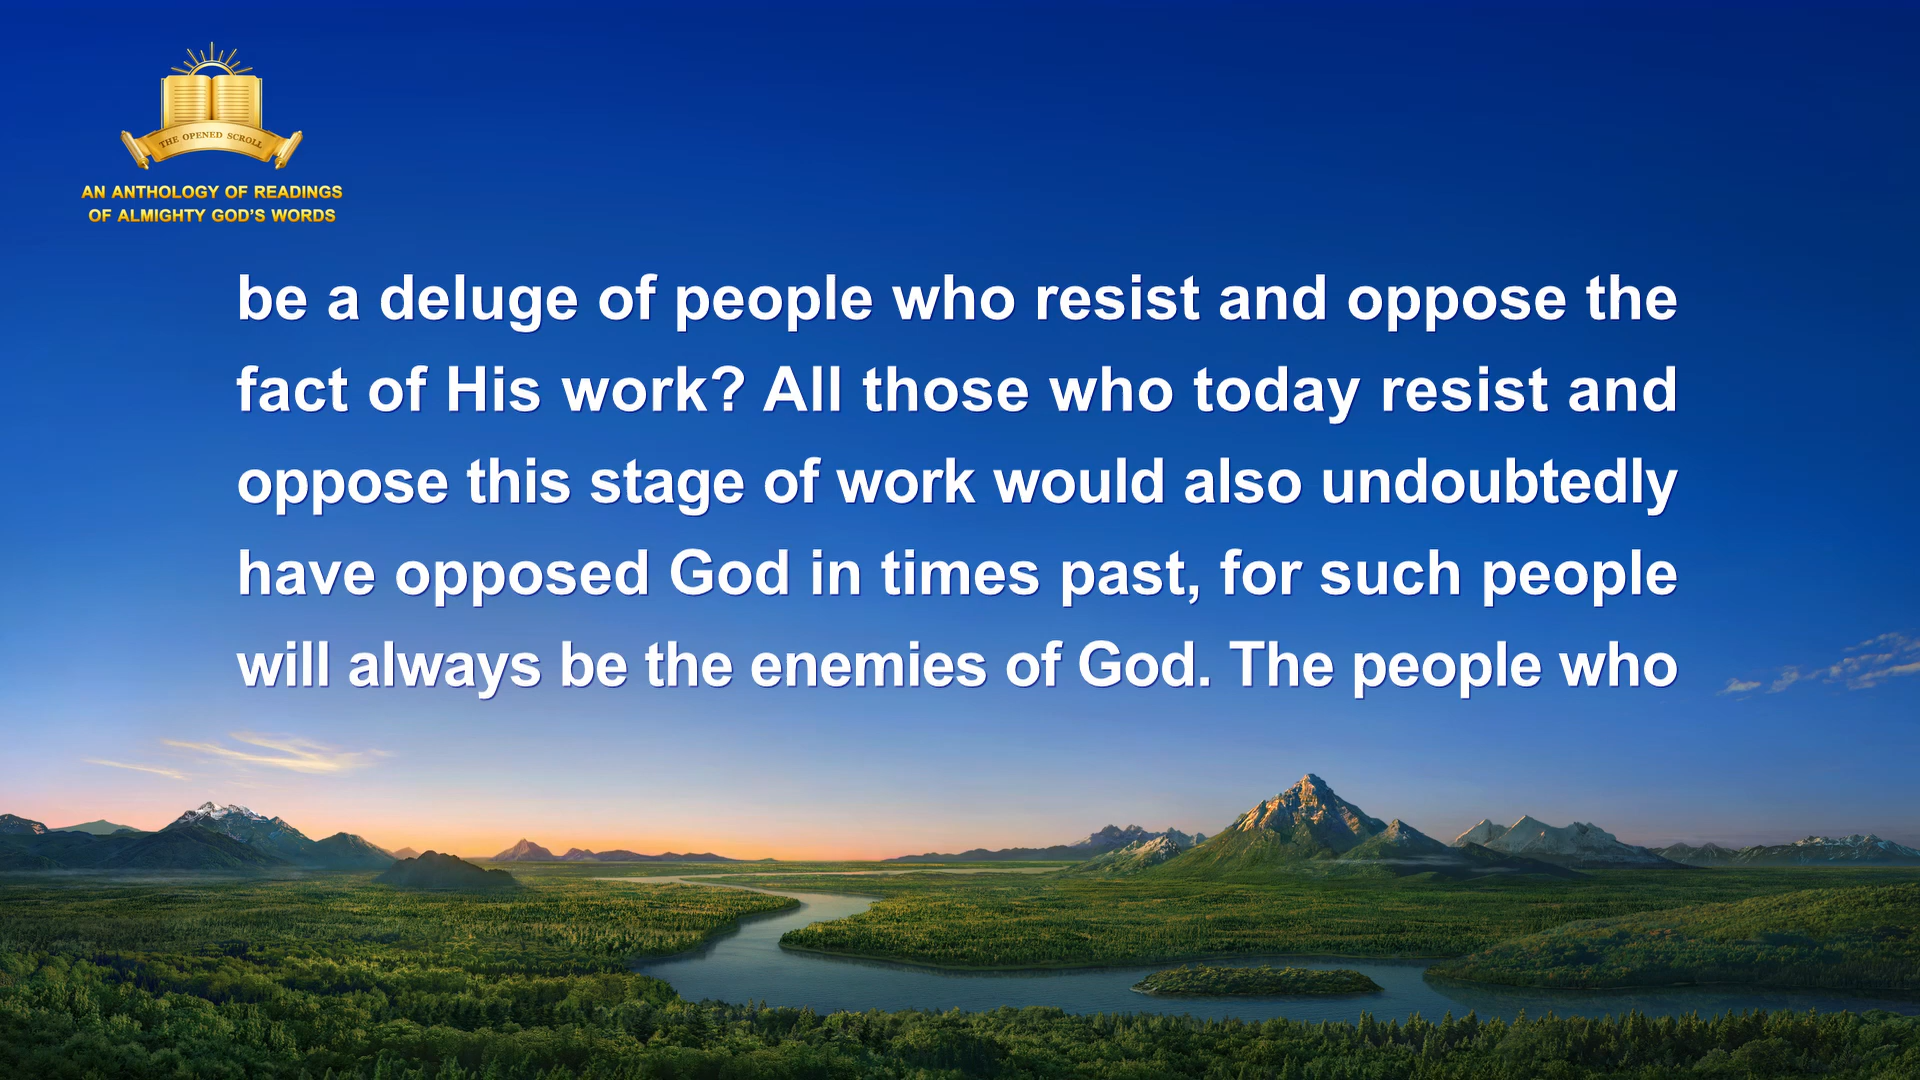 THE OPENED SCROLL
AN ANTHOLOGY OF READINGS
OF ALMIGHTY GOD'S WORDS
be a deluge of people who resist and oppose the
fact of His work? All those who today resist and
oppose this stage of work would also undoubtedly
have opposed God in times past, for such people
will always be the enemies of God. The people who